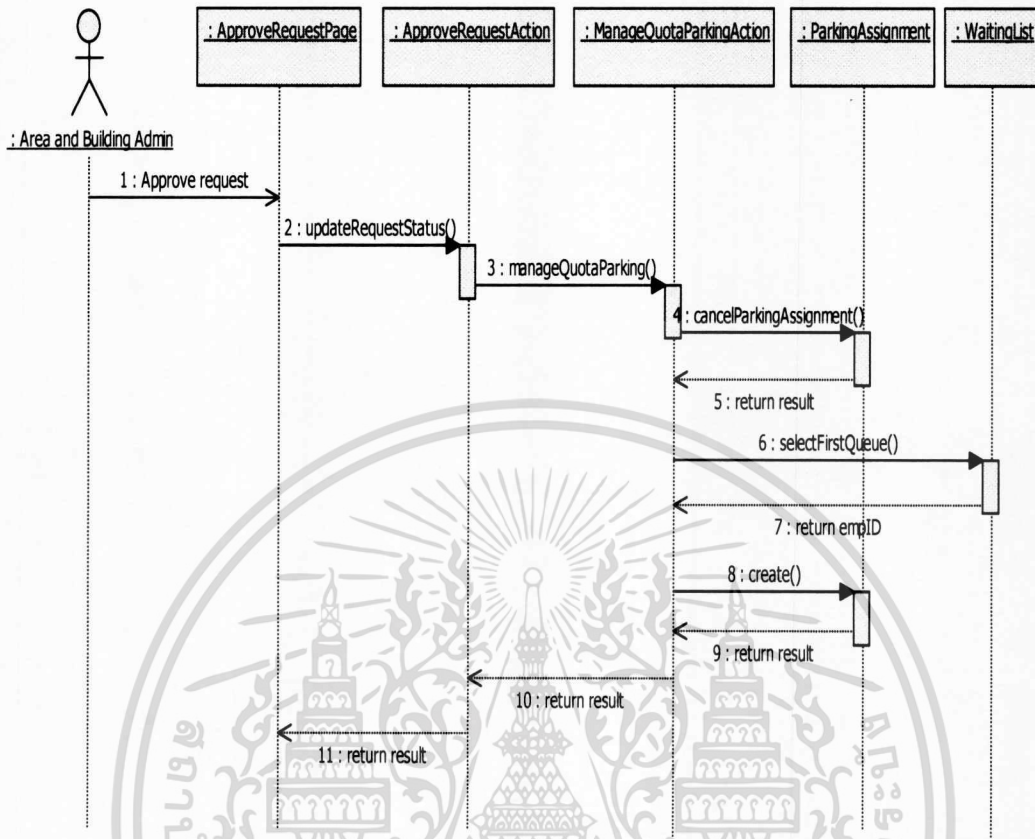 : ApproveRequestPage
: ApproveRequestAction
: ManageQuotaParkingAction
: ParkingAssignment
: WaitingList
: Area and Building Admin
1 : Approve request
2 : updateRequestStatus()
3 : manageQuotaParking()
4 : cancelParkingAssignment()
5 : return result
6 : selectFirstQueue()
7 : return empID
8 : create()
9 : return result
10 : return result
11 : return result